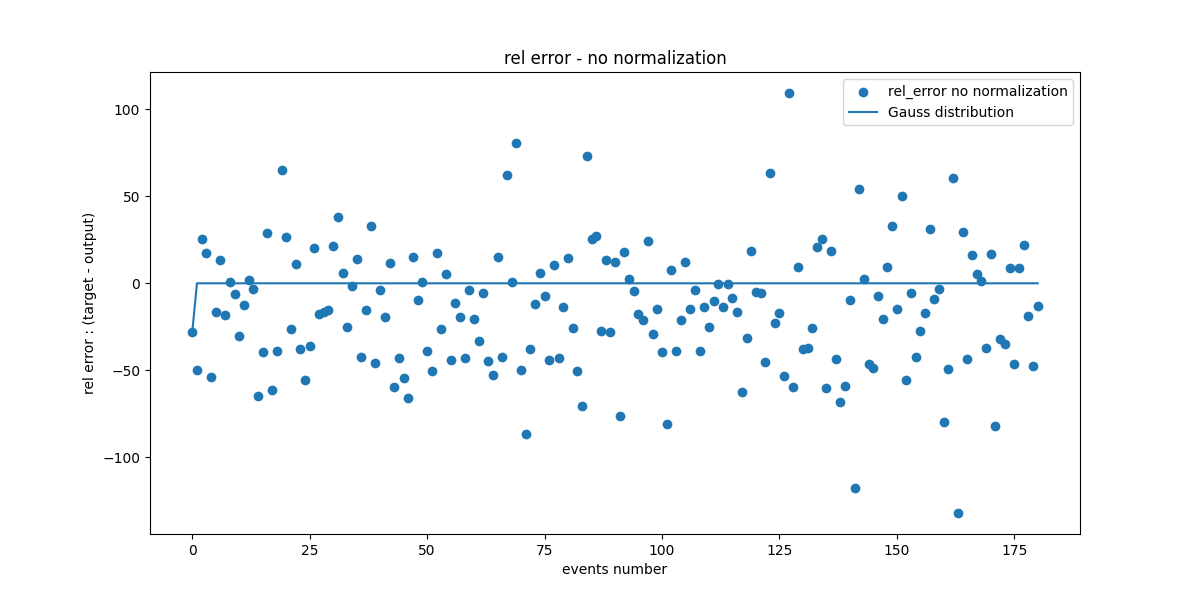 rel error - no normalization
rel_error no normalization
Gauss distribution
rel error : (target - output)
100
50
0
−50
−100
0 25 50 75 100 125 150 175
events number